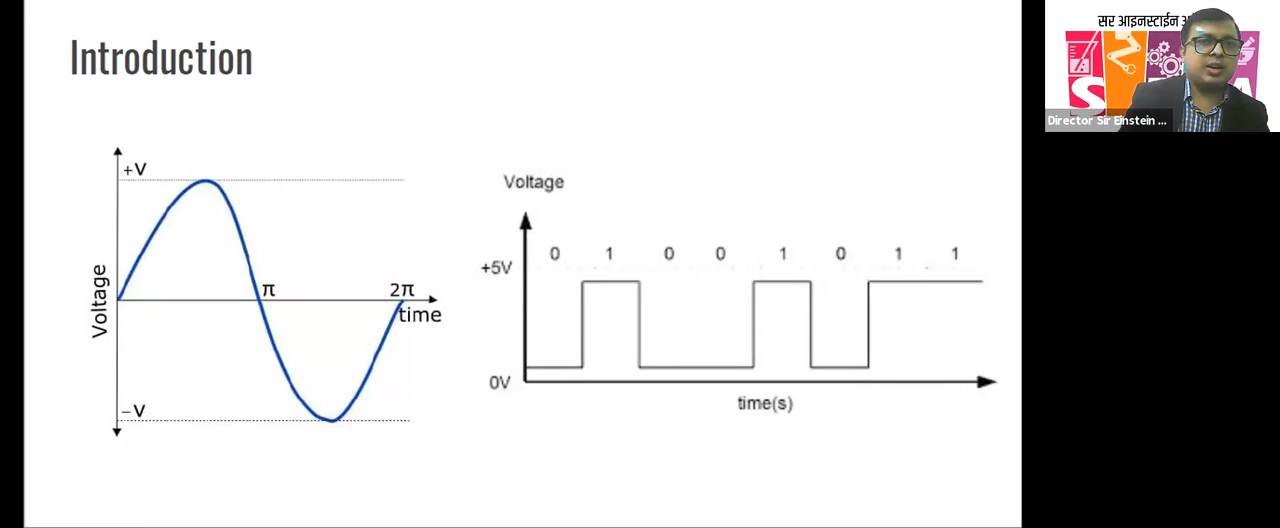 Introduction
+V
Voltage
π
2π
time
−V
Voltage
0 1 0 0 1 0 1 1
+5V
0V
time(s)
सर आइनस्टाईन
S
Director Sir Einstein ...